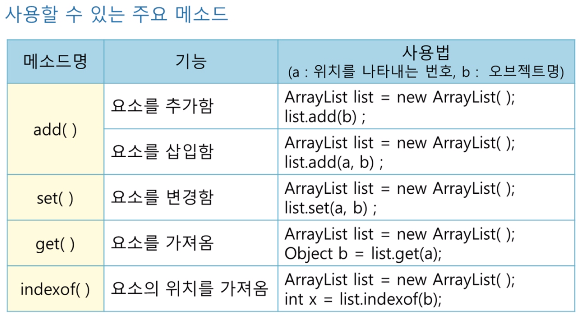 사용할 수 있는 주요 메소드
메소드명 기능 사용법
(a : 위치를 나타내는 번호, b : 오브젝트명)
add( )
요소를 추가함
ArrayList list = new ArrayList( );
list.add(b) ;
요소를 삽입함
ArrayList list = new ArrayList( );
list.add(a, b) ;
set( )
요소를 변경함
ArrayList list = new ArrayList( );
list.set(a, b) ;
get( )
요소를 가져옴
ArrayList list = new ArrayList( );
Object b = list.get(a);
indexof( )
요소의 위치를 가져옴
ArrayList list = new ArrayList( );
int x = list.indexof(b);